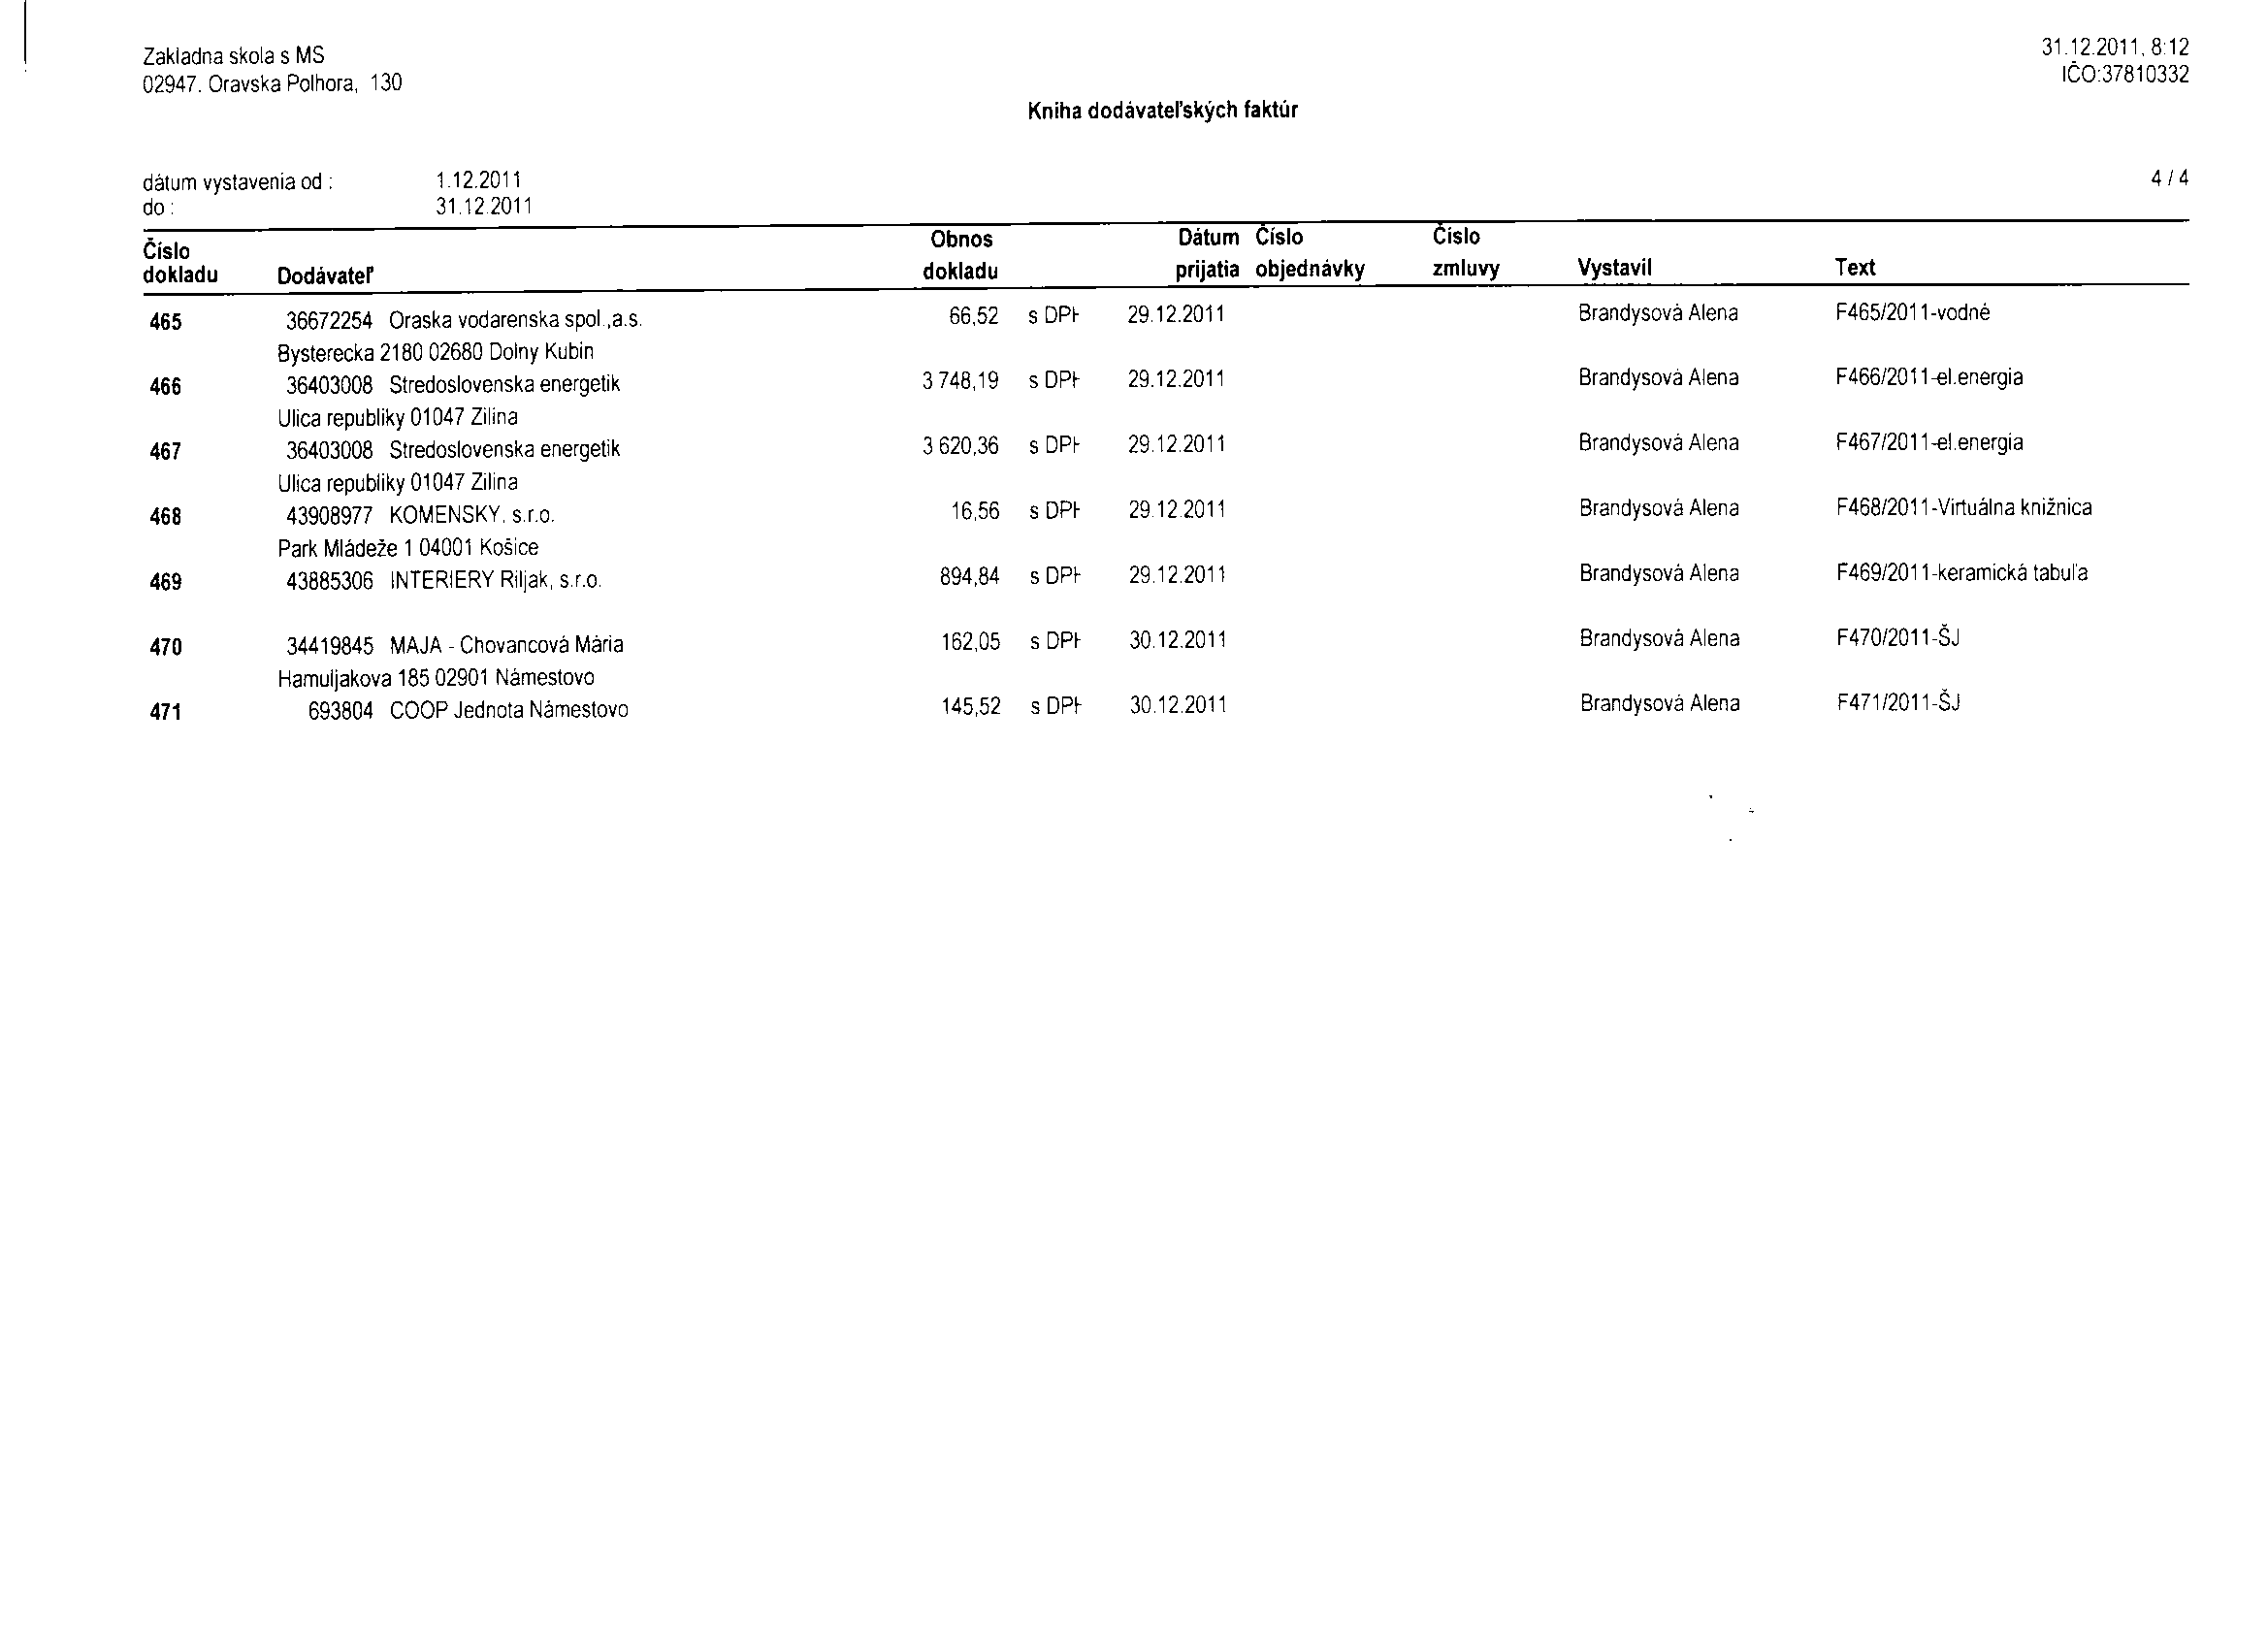 Zakladna skola s MS
02947. Oravska Polhora, 130
31.12.2011, 8:12
IČO:37810332
Kniha dodávateľských faktúr
dátum vystavenia od : 1.12.2011
do : 31.12.2011
4 / 4
Číslo dokladu Dodávateľ Obnos dokladu Dátum prijatia Číslo objednávky Číslo zmluvy Vystavil Text
465 36672254 Oraska vodarenska spol.,a.s. 66,52 s DPH 29.12.2011 Brandysová Alena F465/2011-vodné
Bysterecka 2180 02680 Dolny Kubin
466 36403008 Stredoslovenska energetik 3 748,19 s DPH 29.12.2011 Brandysová Alena F466/2011-el.energia
Ulica republiky 01047 Zilina
467 36403008 Stredoslovenska energetik 3 620,36 s DPH 29.12.2011 Brandysová Alena F467/2011-el.energia
Ulica republiky 01047 Zilina
468 43908977 KOMENSKY, s.r.o. 16,56 s DPH 29.12.2011 Brandysová Alena F468/2011-Virtuálna knižnica
Park Mládeže 1 04001 Košice
469 43885306 INTERIERY Riljak, s.r.o. 894,84 s DPH 29.12.2011 Brandysová Alena F469/2011-keramická tabuľa
470 34419845 MAJA - Chovancová Mária 162,05 s DPH 30.12.2011 Brandysová Alena F470/2011-ŠJ
Hamuljakova 185 02901 Námestovo
471 693804 COOP Jednota Námestovo 145,52 s DPH 30.12.2011 Brandysová Alena F471/2011-ŠJ